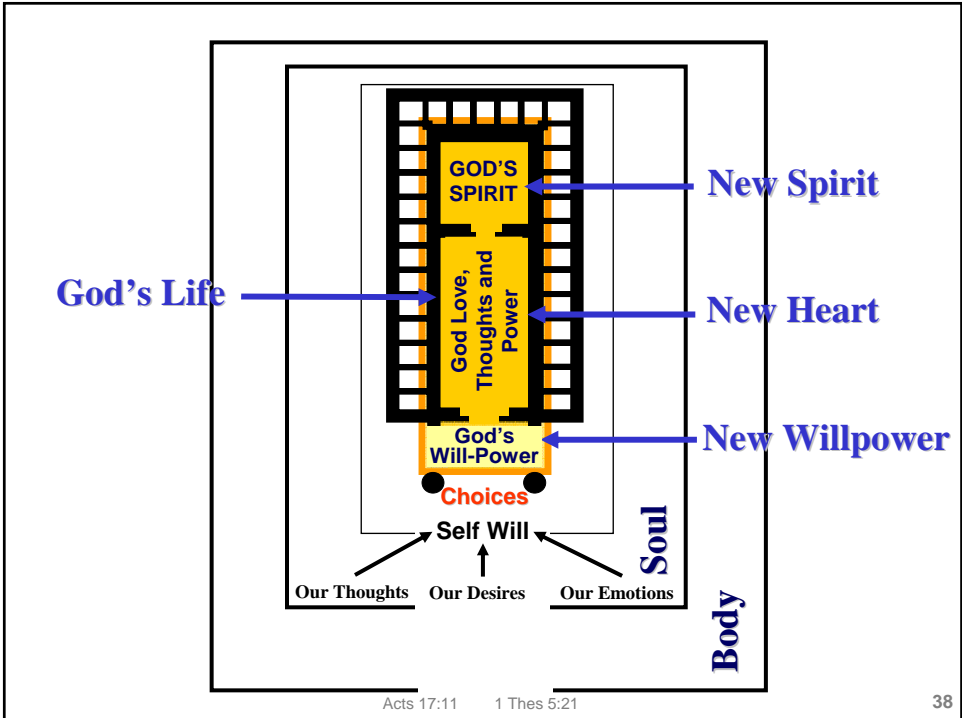 GOD'S
SPIRIT
New Spirit
God's Life
God Love,
Thoughts and
Power
New Heart
God's
Will-Power
New Willpower
Choices
Self Will
Our Thoughts
Our Desires
Our Emotions
Soul
Body
Acts 17:11 1 Thes 5:21
38